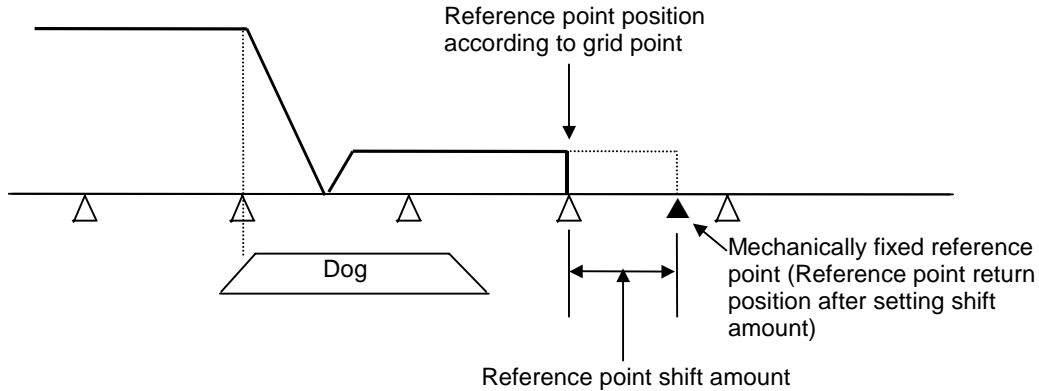 Reference point position
according to grid point
Dog
Mechanically fixed reference
point (Reference point return
position after setting shift
amount)
Reference point shift amount